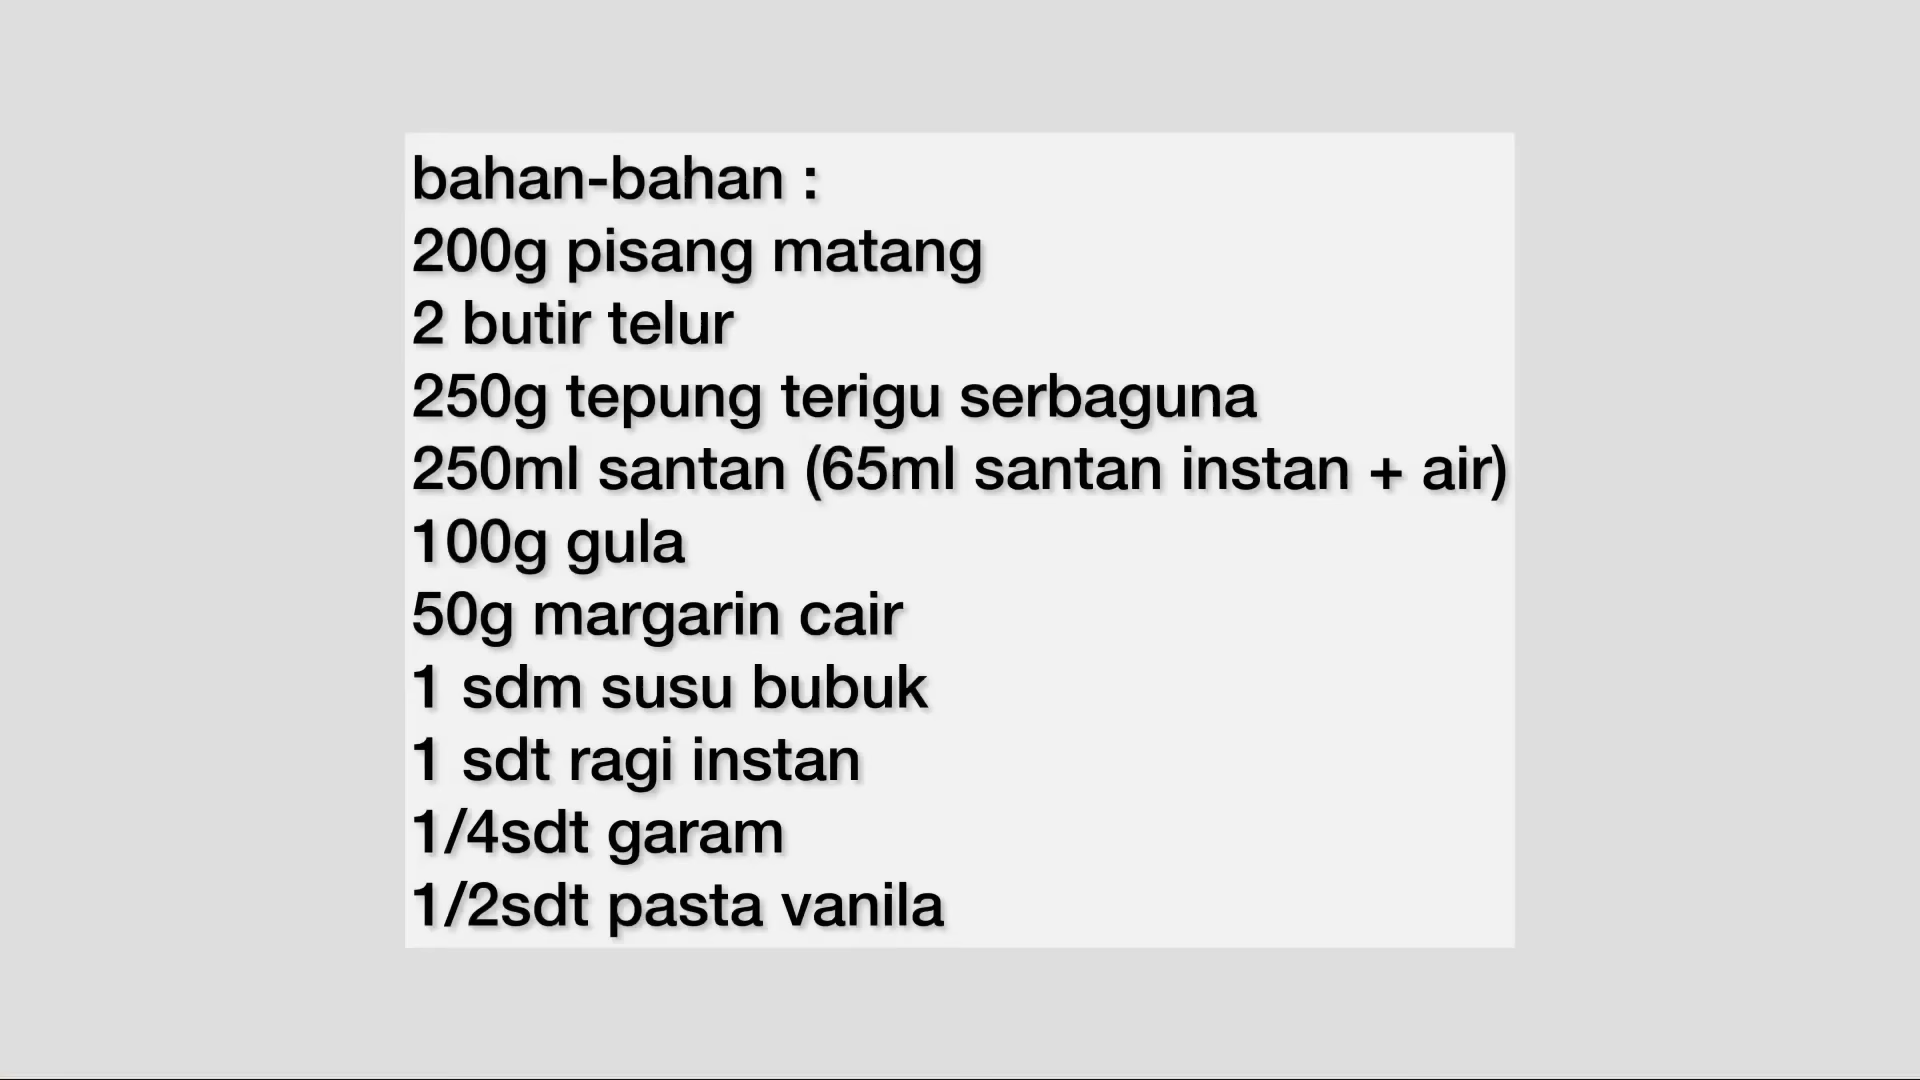 bahan-bahan :
200g pisang matang
2 butir telur
250g tepung terigu serbaguna
250ml santan (65ml santan instan + air)
100g gula
50g margarin cair
1 sdm susu bubuk
1 sdt ragi instan
1/4sdt garam
1/2sdt pasta vanila